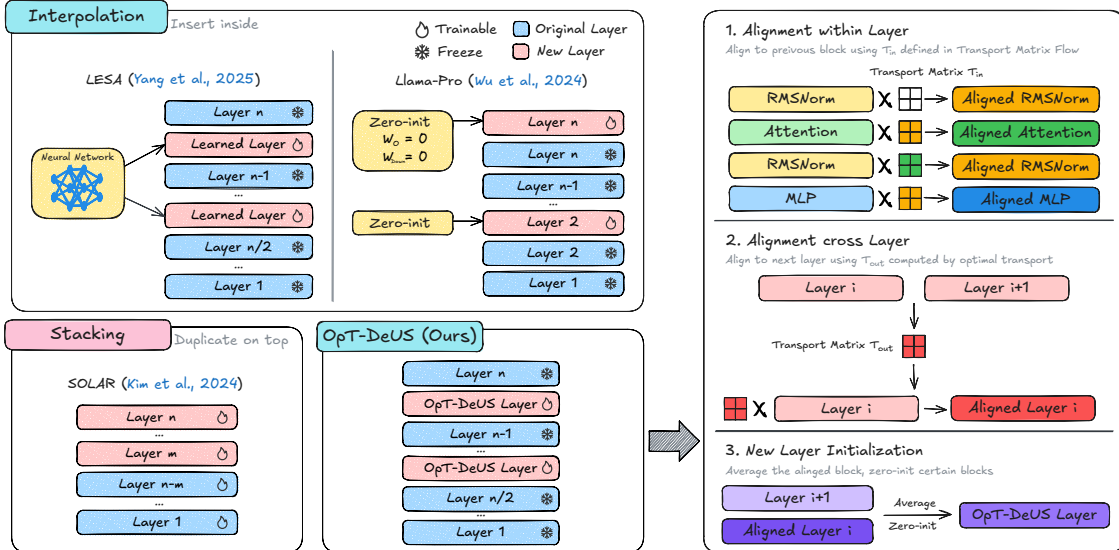 Interpolation
Insert inside
Trainable
Original Layer
Freeze
New Layer
LESA (Yang et al., 2025)
Neural Network
Layer n
Learned Layer
Layer n-1
...
Learned Layer
Layer n/2
...
Layer 1
Llama-Pro (Wu et al., 2024)
Zero-init
W_O = 0
W_Down = 0
Zero-init
Layer n
Layer n
Layer n-1
...
Layer 2
Layer 2
Layer 1
Stacking
Duplicate on top
SOLAR (Kim et al., 2024)
Layer n
...
Layer m
Layer n-m
...
Layer 1
OpT-DeUS (Ours)
Layer n
OpT-DeUS Layer
Layer n-1
OpT-DeUS Layer
Layer n/2
...
Layer 1
1. Alignment within Layer
Align to preivous block using T_in defined in Transport Matrix Flow
Transport Matrix T_in
RMSNorm X Aligned RMSNorm
Attention X Aligned Attention
RMSNorm X Aligned RMSNorm
MLP X Aligned MLP
2. Alignment cross Layer
Align to next layer using T_out computed by optimal transport
Layer i
Layer i+1
Transport Matrix T_out
X Layer i Aligned Layer i
3. New Layer Initialization
Average the alinged block, zero-init certain blocks
Layer i+1
Aligned Layer i
Average
Zero-init
OpT-DeUS Layer